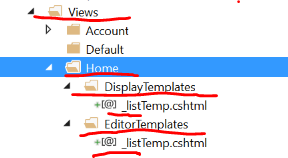 Views
Account
Default
Home
DisplayTemplates
+[@] _listTemp.cshtml
EditorTemplates
+[@] _listTemp.cshtml